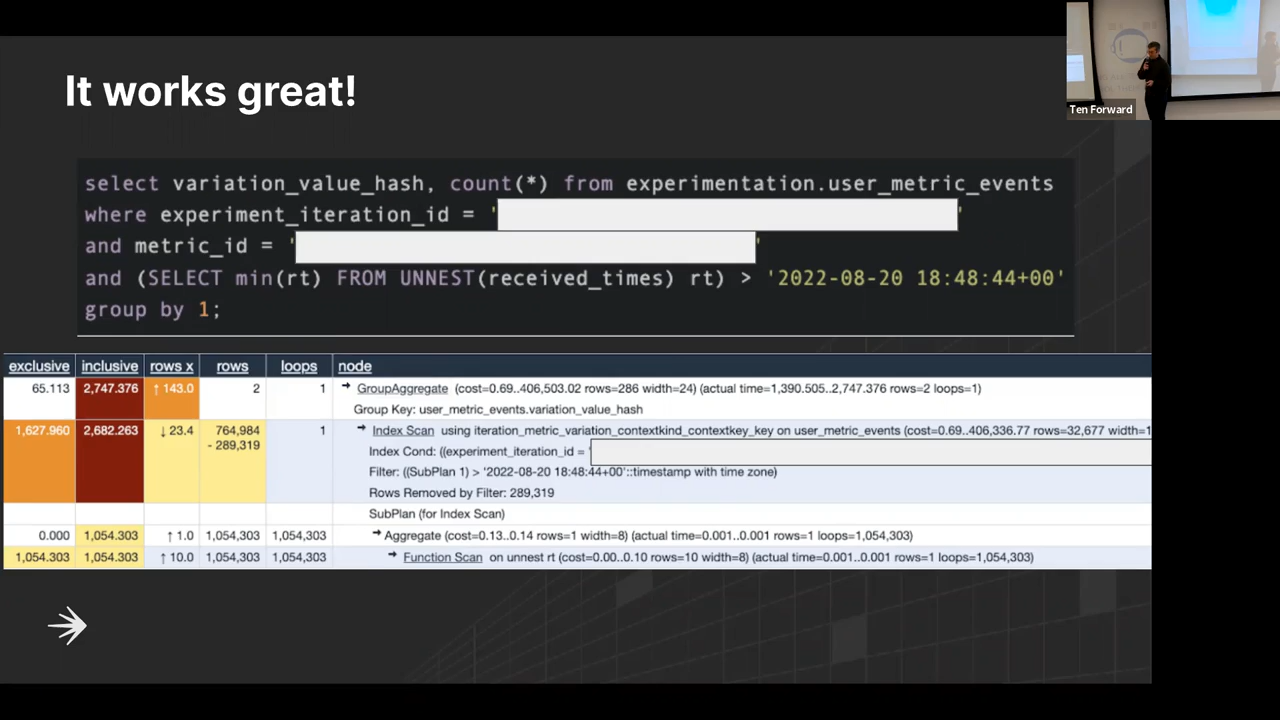 It works great!
Ten Forward
select variation_value_hash, count(*) from experimentation.user_metric_events
where experiment_iteration_id = ' '
and metric_id = ' '
and (SELECT min(rt) FROM UNNEST(received_times) rt) > '2022-08-20 18:48:44+00'
group by 1;
exclusive inclusive rows x rows loops node
65.113 2,747.376 ↑ 143.0 2 1 → GroupAggregate (cost=0.69..406,503.02 rows=286 width=24) (actual time=1,390.505..2,747.376 rows=2 loops=1)
Group Key: user_metric_events.variation_value_hash
1,627.960 2,682.263 ↓ 23.4 764,984 1 → Index Scan using iteration_metric_variation_contextkind_contextkey_key on user_metric_events (cost=0.69..406,336.77 rows=32,677 width=1
- 289,319 Index Cond: ((experiment_iteration_id = '
Filter: ((SubPlan 1) > '2022-08-20 18:48:44+00'::timestamp with time zone)
Rows Removed by Filter: 289,319
SubPlan (for Index Scan)
0.000 1,054.303 ↑ 1.0 1,054,303 1,054,303 → Aggregate (cost=0.13..0.14 rows=1 width=8) (actual time=0.001..0.001 rows=1 loops=1,054,303)
1,054.303 1,054.303 ↑ 10.0 1,054,303 1,054,303 → Function Scan on unnest rt (cost=0.00..0.10 rows=10 width=8) (actual time=0.001..0.001 rows=1 loops=1,054,303)